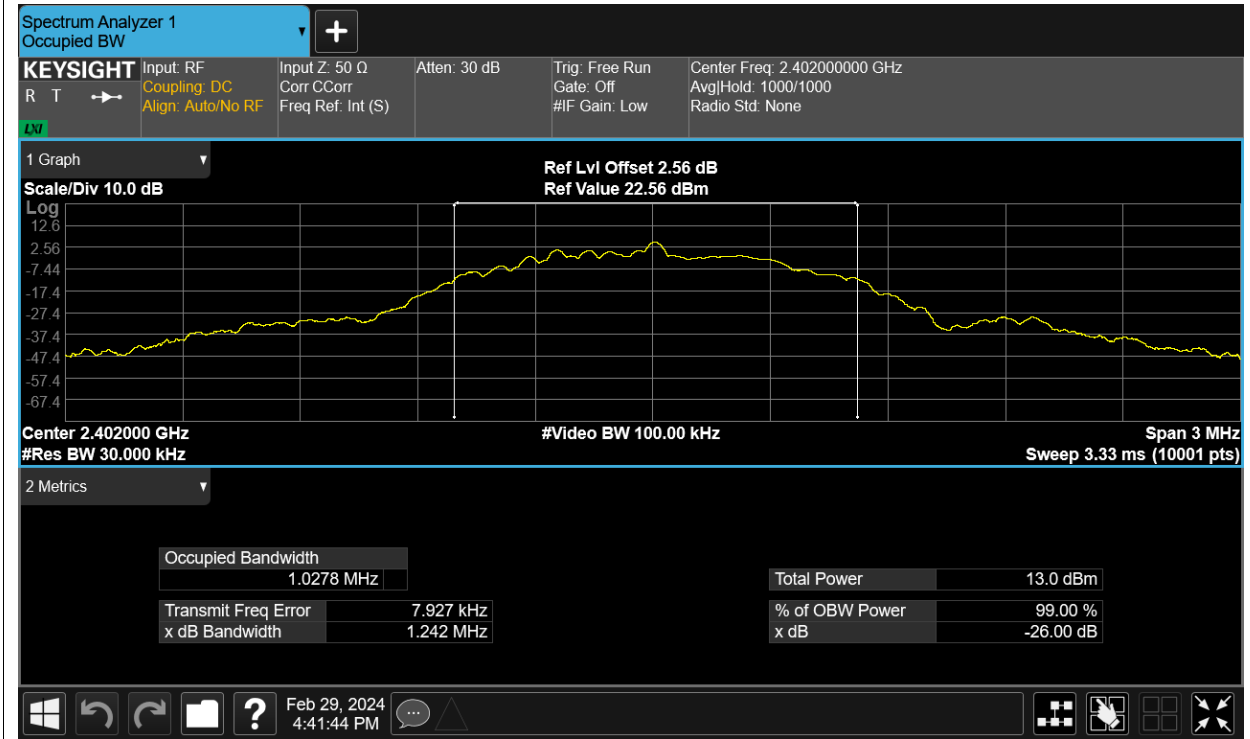 Spectrum Analyzer 1
Occupied BW
KEYSIGHT Input: RF Input Z: 50 Ω Atten: 30 dB Trig: Free Run Center Freq: 2.402000000 GHz
R T Coupling: DC Corr CCorr Gate: Off Avg|Hold: 1000/1000
Align: Auto/No RF Freq Ref: Int (S) #IF Gain: Low Radio Std: None
LXI
1 Graph
Ref Lvl Offset 2.56 dB
Scale/Div 10.0 dB Ref Value 22.56 dBm
Log
12.6
2.56
-7.44
-17.4
-27.4
-37.4
-47.4
-57.4
-67.4
Center 2.402000 GHz #Video BW 100.00 kHz Span 3 MHz
#Res BW 30.000 kHz Sweep 3.33 ms (10001 pts)
2 Metrics
Occupied Bandwidth
1.0278 MHz Total Power 13.0 dBm
Transmit Freq Error 7.927 kHz % of OBW Power 99.00 %
x dB Bandwidth 1.242 MHz x dB -26.00 dB
? Feb 29, 2024
4:41:44 PM